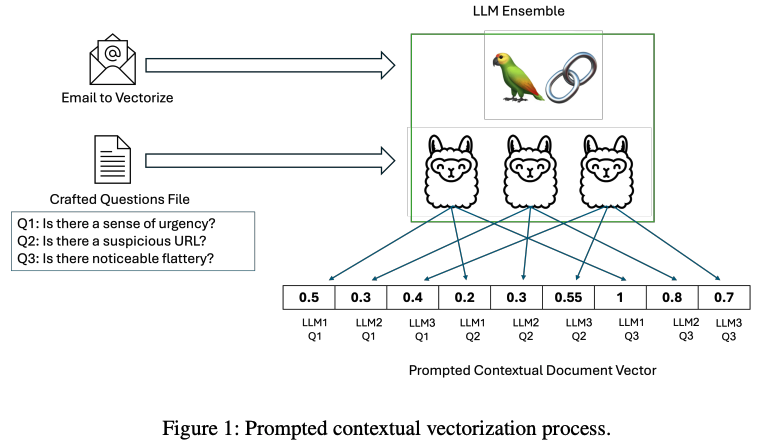 LLM Ensemble
@
Email to Vectorize
Crafted Questions File
Q1: Is there a sense of urgency?
Q2: Is there a suspicious URL?
Q3: Is there noticeable flattery?
0.5 0.3 0.4 0.2 0.3 0.55 1 0.8 0.7
LLM1 LLM2 LLM3 LLM1 LLM2 LLM3 LLM1 LLM2 LLM3
Q1 Q1 Q1 Q2 Q2 Q2 Q3 Q3 Q3
Prompted Contextual Document Vector
Figure 1: Prompted contextual vectorization process.